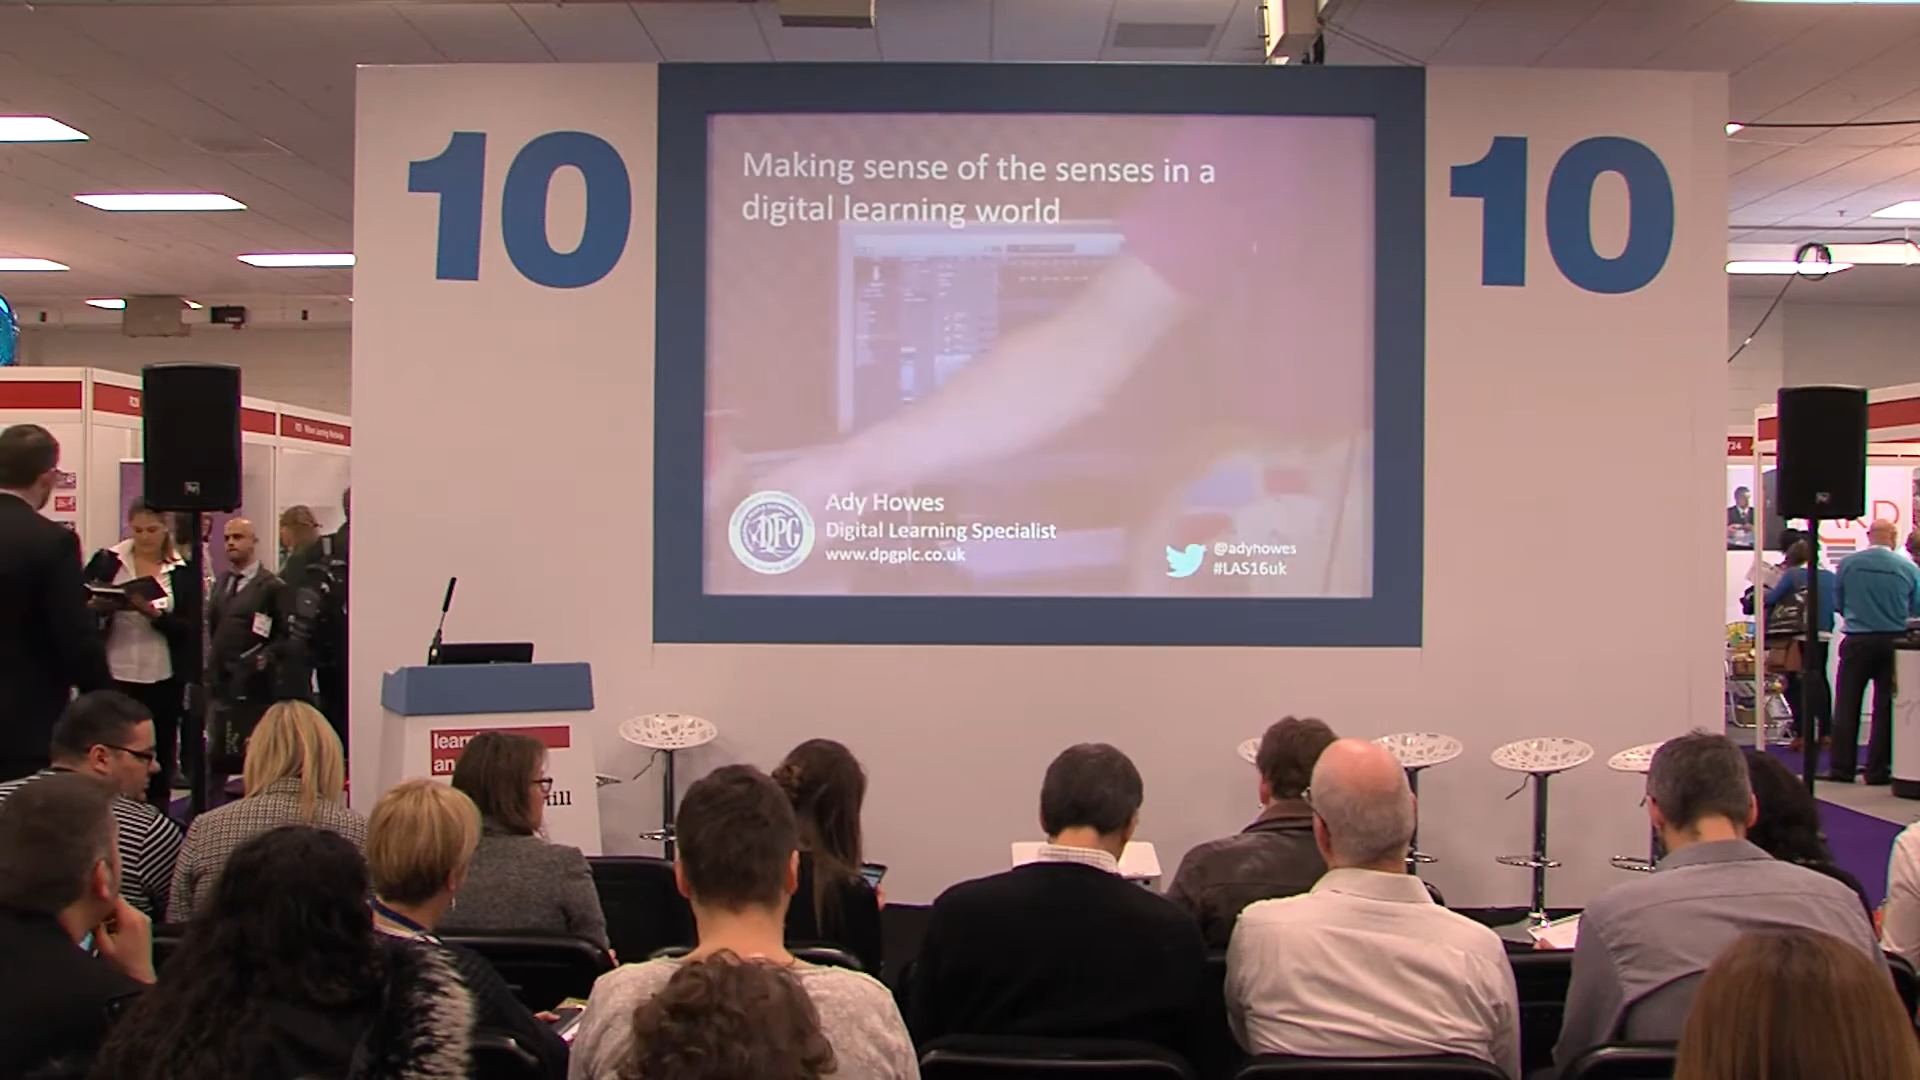 10
10
Making sense of the senses in a
digital learning world
Ady Howes
Digital Learning Specialist
www.dpgplc.co.uk
DPG
@adyhowes
#LAS16uk